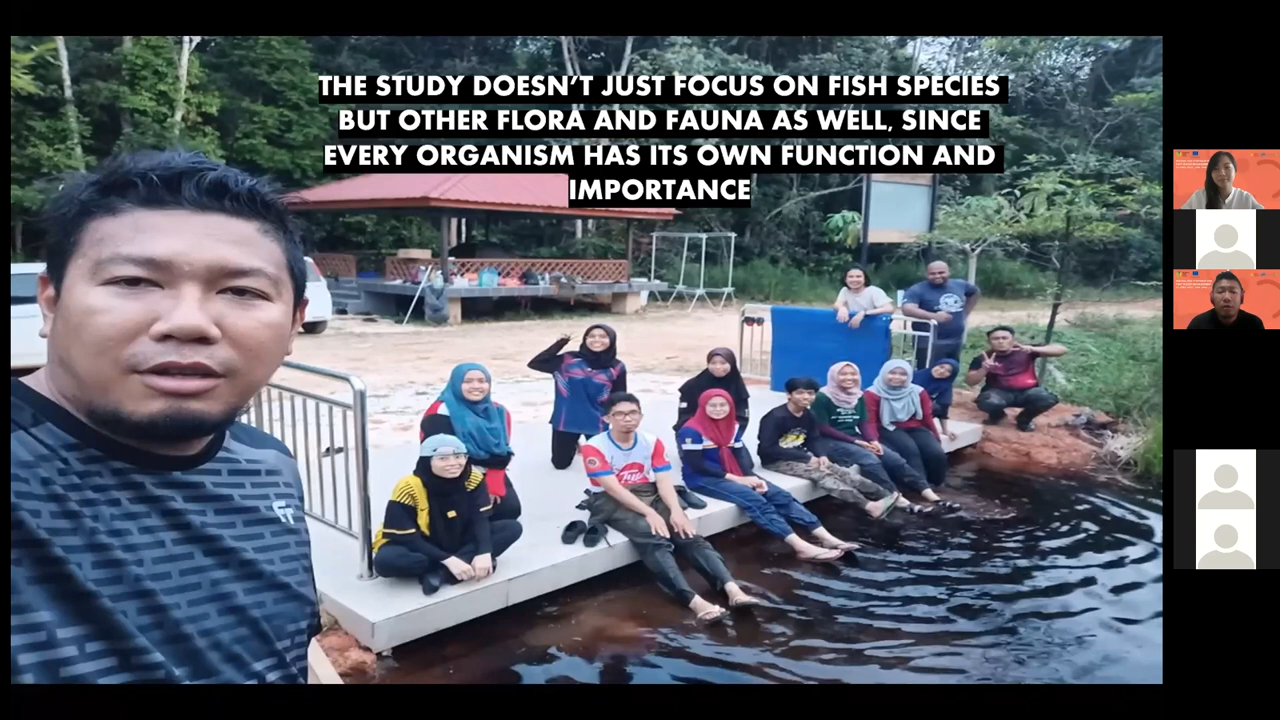 THE STUDY DOESN'T JUST FOCUS ON FISH SPECIES
BUT OTHER FLORA AND FAUNA AS WELL, SINCE
EVERY ORGANISM HAS ITS OWN FUNCTION AND
IMPORTANCE